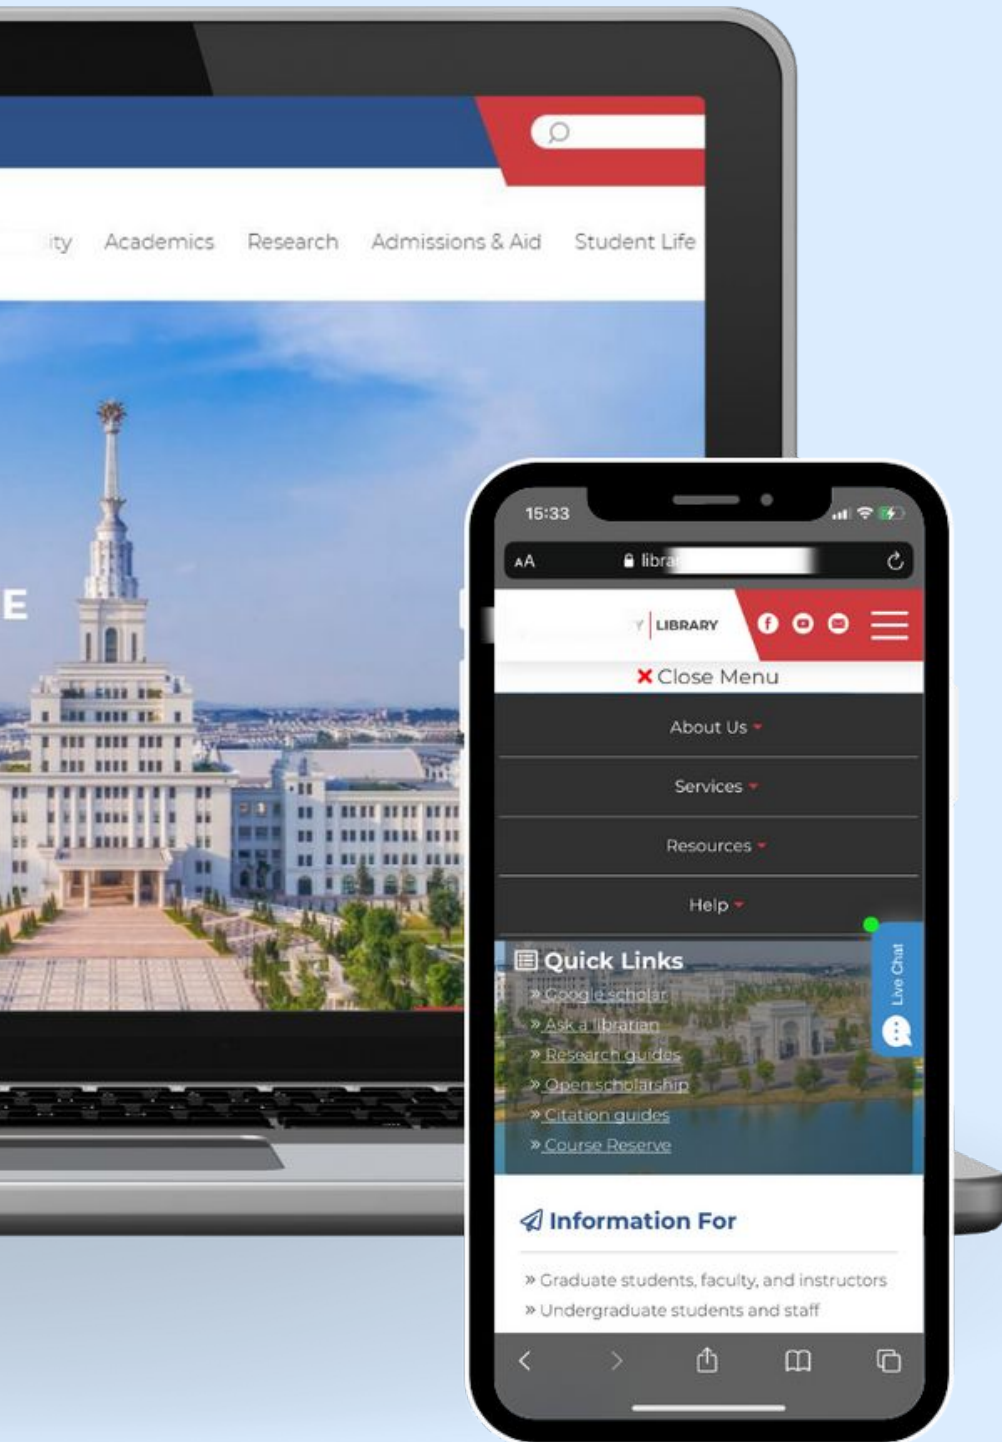 Academics Research Admissions & Aid Student Life
E
15:33
AA
LIBRARY
Close Menu
About Us
Services
Resources
Help
Quick Links
» Google scholar
» Ask a librarian
» Research guides
» Open scholarship
» Citation guides
» Course Reserve
Live Chat
Information For
» Graduate students, faculty, and instructors
» Undergraduate students and staff